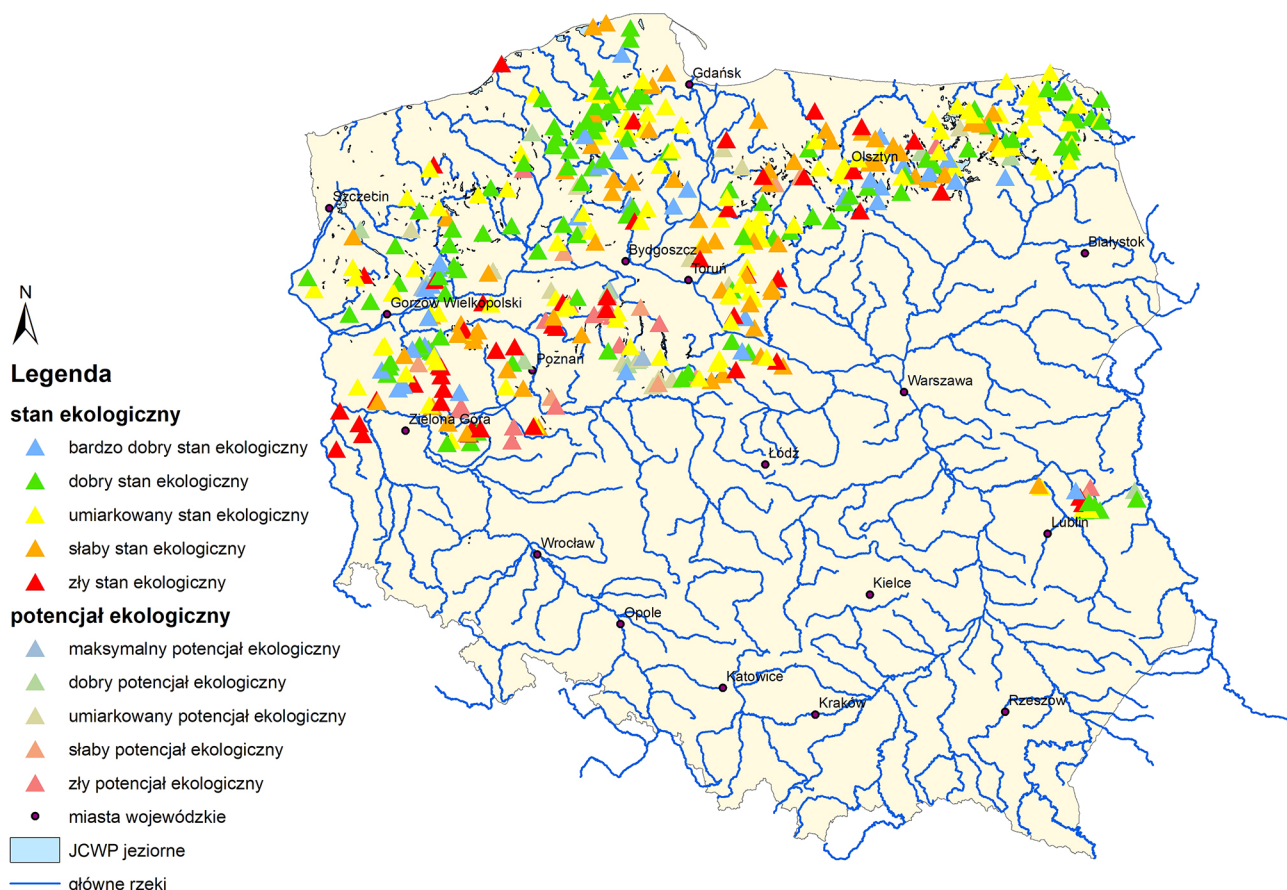 Gdańsk
Olsztyn
Szczecin
Bydgoszcz
Białystok
Toruń
N
Gorzów Wielkopolski
Poznań
Legenda
Warszawa
stan ekologiczny
Zielona Góra
bardzo dobry stan ekologiczny
Łódź
dobry stan ekologiczny
umiarkowany stan ekologiczny
Lublin
słaby stan ekologiczny
Wrocław
zły stan ekologiczny
Kielce
potencjał ekologiczny
Opole
maksymalny potencjał ekologiczny
dobry potencjał ekologiczny
Katowice
umiarkowany potencjał ekologiczny
Kraków
Rzeszów
słaby potencjał ekologiczny
zły potencjał ekologiczny
miasta wojewódzkie
JCWP jeziorne
główne rzeki